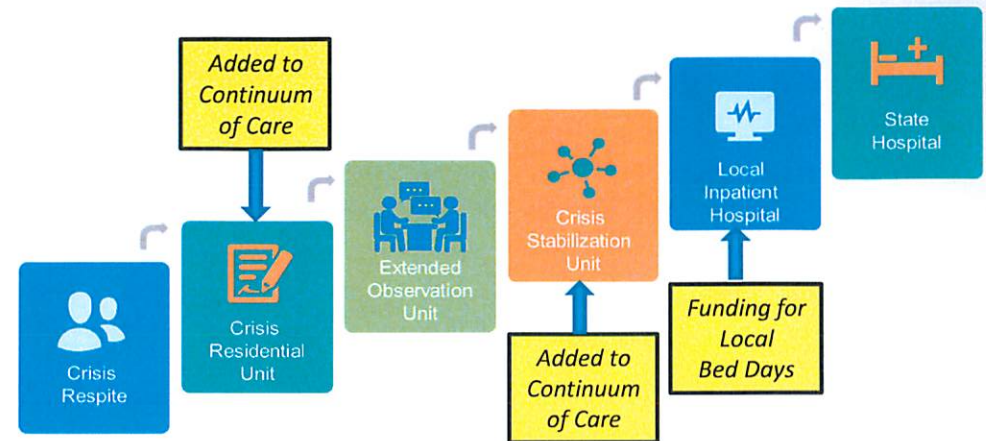 Added to
Continuum
of Care
Crisis
Respite
Crisis
Residential
Unit
Extended
Observation
Unit
Crisis
Stabilization
Unit
Local
Inpatient
Hospital
State
Hospital
Added to
Continuum
of Care
Funding for
Local
Bed Days